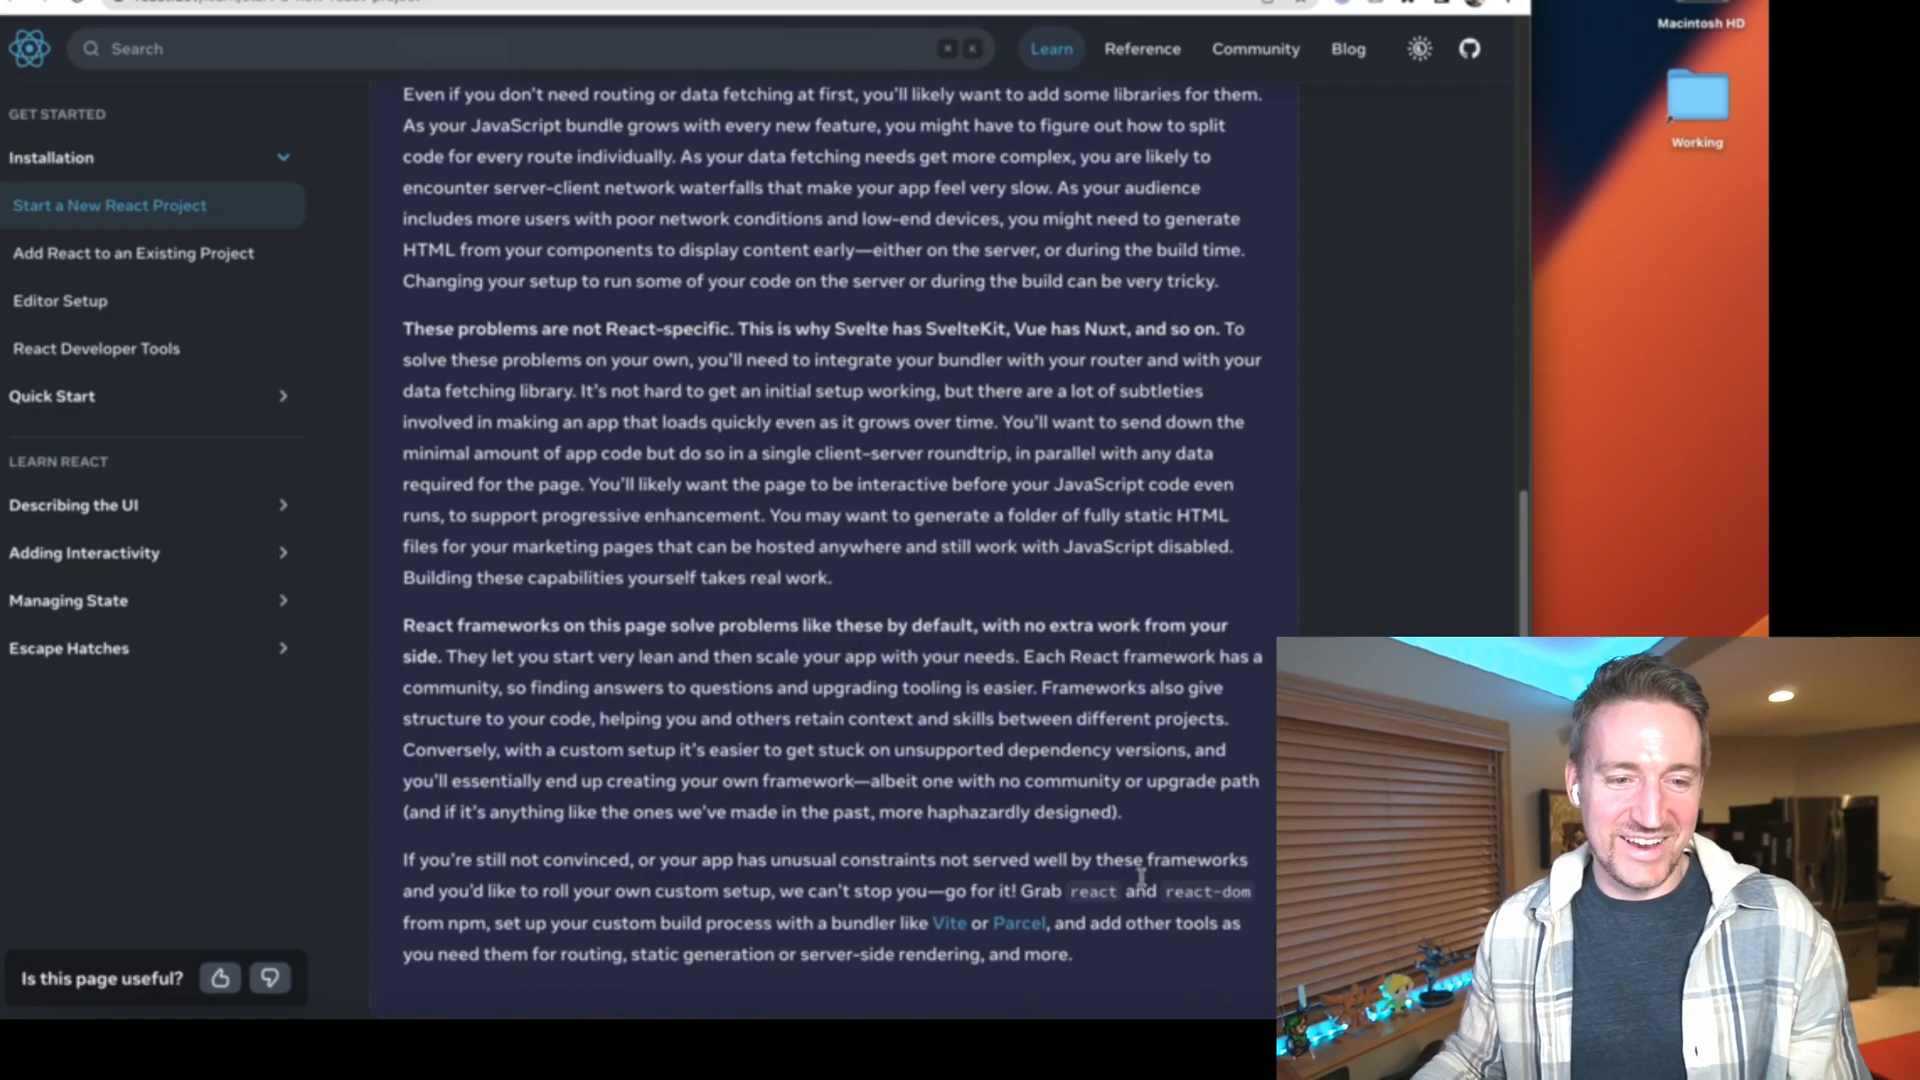 Macintosh HD
Working
Search
K
Learn
Reference
Community
Blog
GET STARTED
Installation
Start a New React Project
Add React to an Existing Project
Editor Setup
React Developer Tools
Quick Start
LEARN REACT
Describing the UI
Adding Interactivity
Managing State
Escape Hatches
Is this page useful?
Even if you don't need routing or data fetching at first, you'll likely want to add some libraries for them.
As your JavaScript bundle grows with every new feature, you might have to figure out how to split
code for every route individually. As your data fetching needs get more complex, you are likely to
encounter server-client network waterfalls that make your app feel very slow. As your audience
includes more users with poor network conditions and low-end devices, you might need to generate
HTML from your components to display content early—either on the server, or during the build time.
Changing your setup to run some of your code on the server or during the build can be very tricky.
These problems are not React-specific. This is why Svelte has SvelteKit, Vue has Nuxt, and so on. To
solve these problems on your own, you'll need to integrate your bundler with your router and with your
data fetching library. It's not hard to get an initial setup working, but there are a lot of subtleties
involved in making an app that loads quickly even as it grows over time. You'll want to send down the
minimal amount of app code but do so in a single client-server roundtrip, in parallel with any data
required for the page. You'll likely want the page to be interactive before your JavaScript code even
runs, to support progressive enhancement. You may want to generate a folder of fully static HTML
files for your marketing pages that can be hosted anywhere and still work with JavaScript disabled.
Building these capabilities yourself takes real work.
React frameworks on this page solve problems like these by default, with no extra work from your
side. They let you start very lean and then scale your app with your needs. Each React framework has a
community, so finding answers to questions and upgrading tooling is easier. Frameworks also give
structure to your code, helping you and others retain context and skills between different projects.
Conversely, with a custom setup it's easier to get stuck on unsupported dependency versions, and
you'll essentially end up creating your own framework—albeit one with no community or upgrade path
(and if it's anything like the ones we've made in the past, more haphazardly designed).
If you're still not convinced, or your app has unusual constraints not served well by these frameworks
and you'd like to roll your own custom setup, we can't stop you—go for it! Grab react and react-dom
from npm, set up your custom build process with a bundler like Vite or Parcel, and add other tools as
you need them for routing, static generation or server-side rendering, and more.